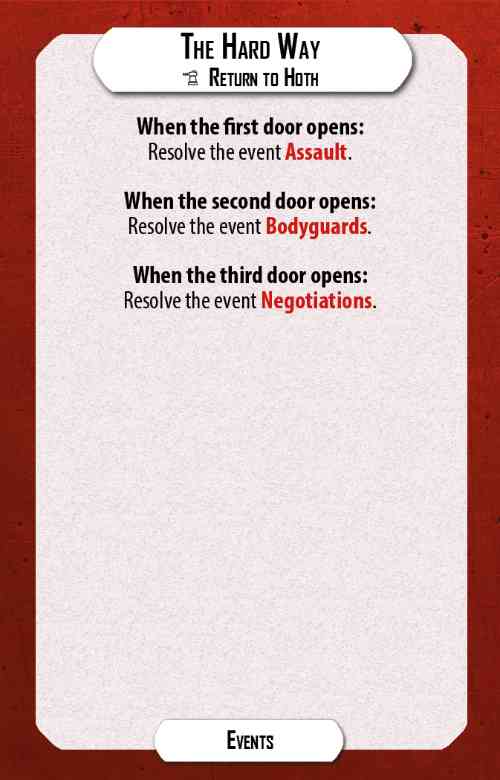 The Hard Way
Return to Hoth
When the first door opens:
Resolve the event Assault.
When the second door opens:
Resolve the event Bodyguards.
When the third door opens:
Resolve the event Negotiations.
Events